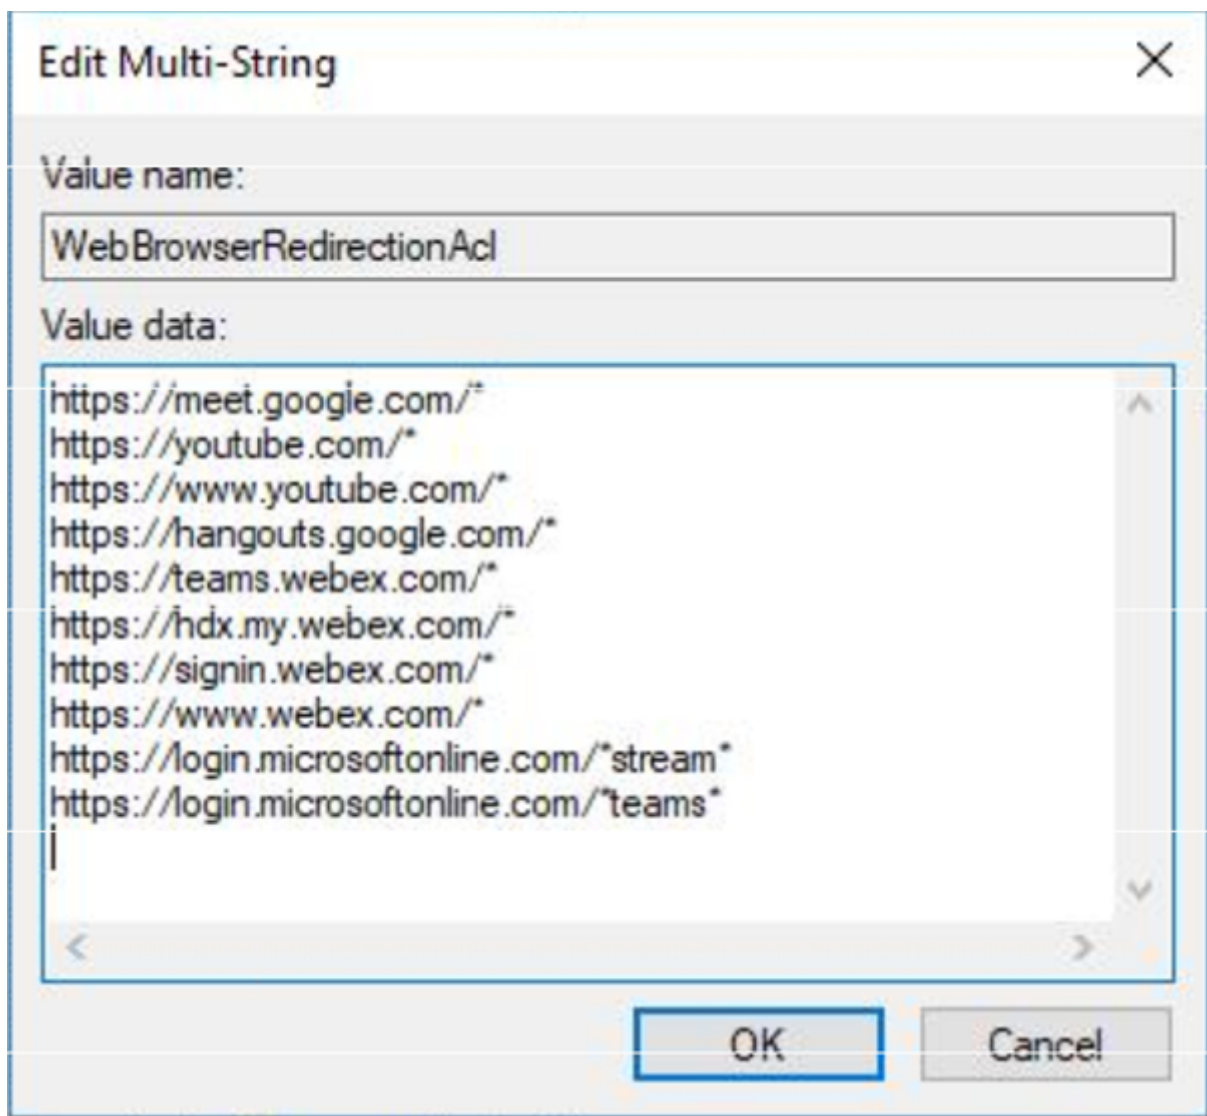 Edit Multi-String
Value name:
WebBrowserRedirectionAcl
Value data:
https://meet.google.com/*
https://youtube.com/*
https://www.youtube.com/*
https://hangouts.google.com/*
https://teams.webex.com/*
https://hdx.my.webex.com/*
https://signin.webex.com/*
https://www.webex.com/*
https://login.microsoftonline.com/*stream*
https://login.microsoftonline.com/*teams*
OK Cancel